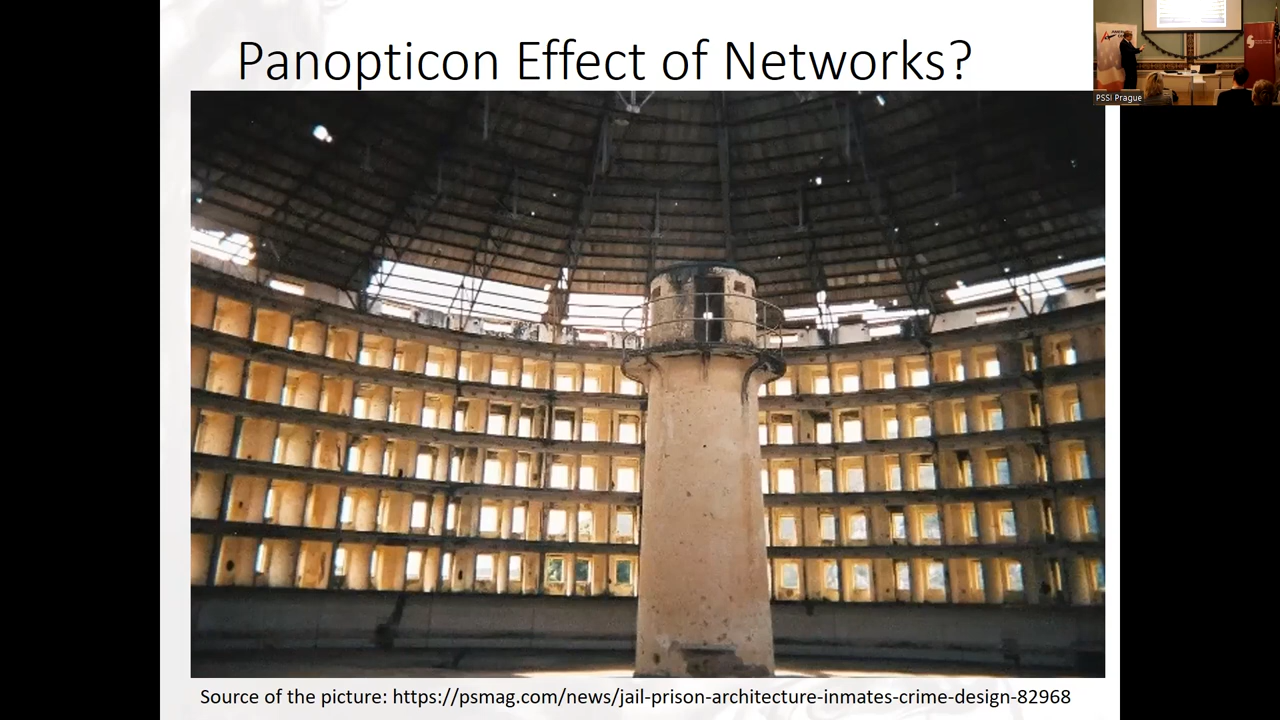 Panopticon Effect of Networks?
PSSI Prague
Source of the picture: https://psmag.com/news/jail-prison-architecture-inmates-crime-design-82968